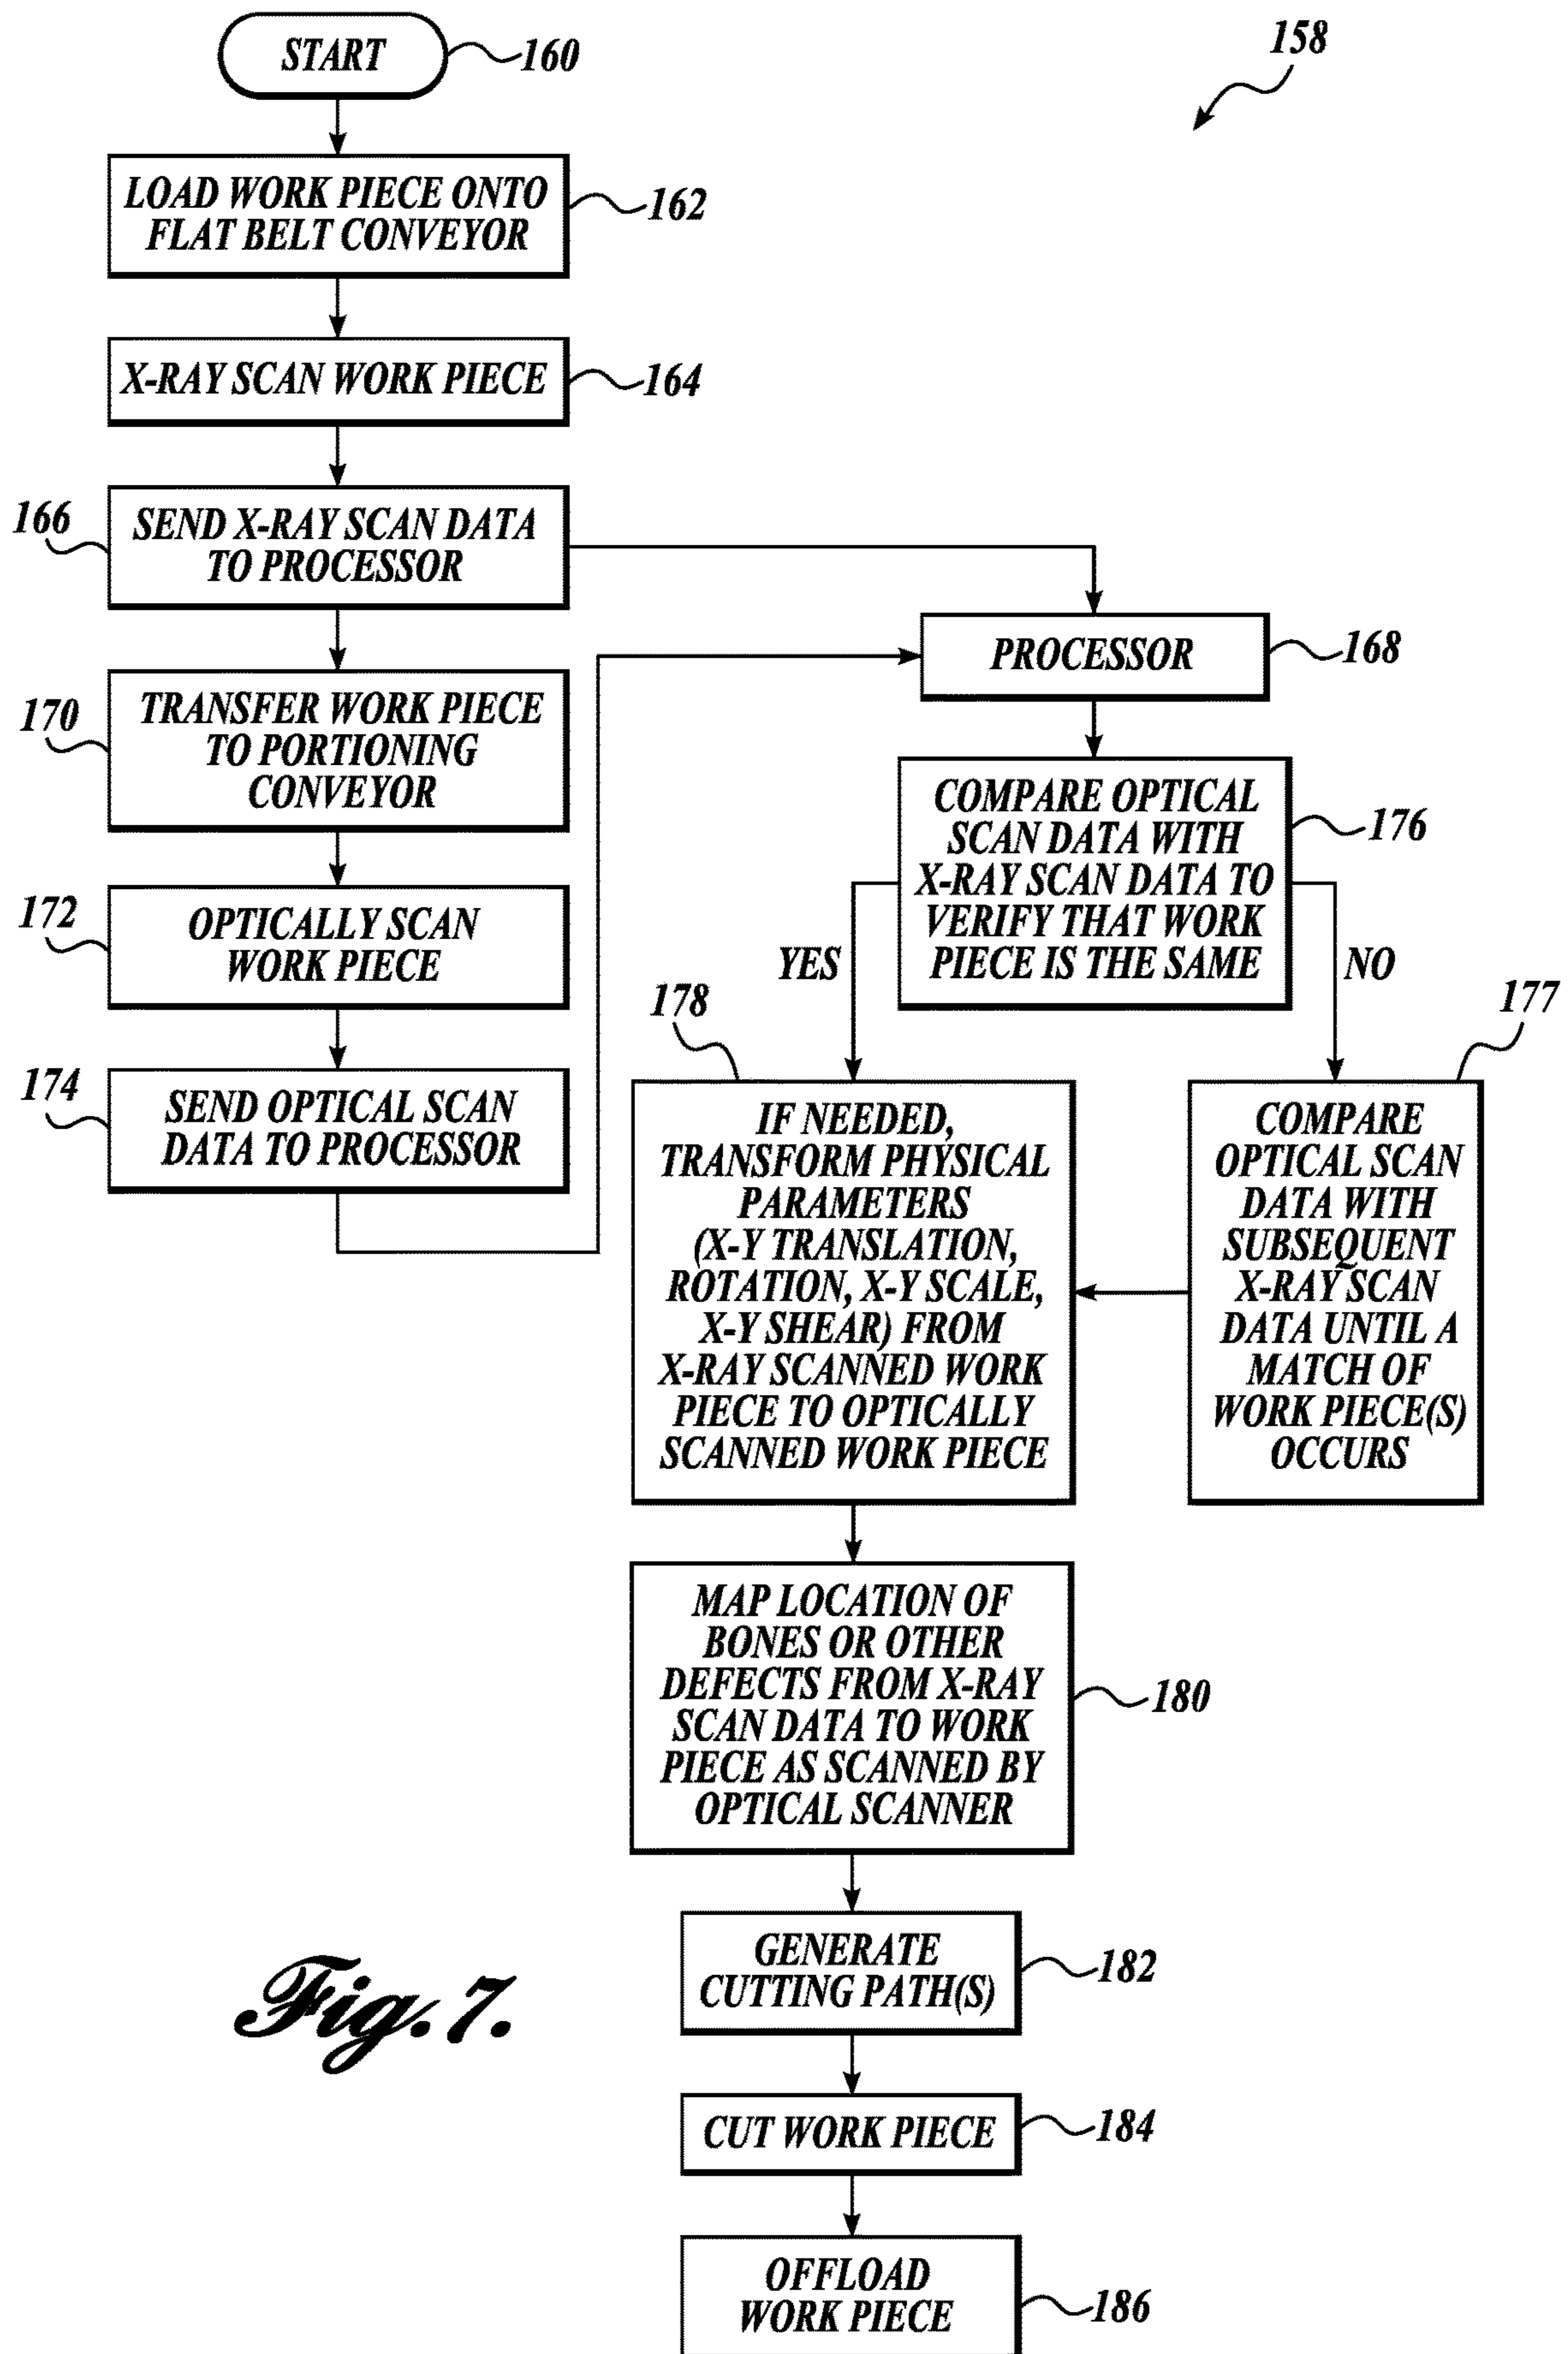 158
START
160
LOAD WORK PIECE ONTO
FLAT BELT CONVEYOR
162
X-RAY SCAN WORK PIECE
164
166
SEND X-RAY SCAN DATA
TO PROCESSOR
PROCESSOR
168
170
TRANSFER WORK PIECE
TO PORTIONING
CONVEYOR
172
OPTICALLY SCAN
WORK PIECE
174
SEND OPTICAL SCAN
DATA TO PROCESSOR
COMPARE OPTICAL
SCAN DATA WITH
X-RAY SCAN DATA TO
VERIFY THAT WORK
PIECE IS THE SAME
176
YES
NO
178
IF NEEDED,
TRANSFORM PHYSICAL
PARAMETERS
(X-Y TRANSLATION,
ROTATION, X-Y SCALE,
X-Y SHEAR) FROM
X-RAY SCANNED WORK
PIECE TO OPTICALLY
SCANNED WORK PIECE
177
COMPARE
OPTICAL SCAN
DATA WITH
SUBSEQUENT
X-RAY SCAN
DATA UNTIL A
MATCH OF
WORK PIECE(S)
OCCURS
MAP LOCATION OF
BONES OR OTHER
DEFECTS FROM X-RAY
SCAN DATA TO WORK
PIECE AS SCANNED BY
OPTICAL SCANNER
180
GENERATE
CUTTING PATH(S)
182
CUT WORK PIECE
184
OFFLOAD
WORK PIECE
186
Fig. 7.